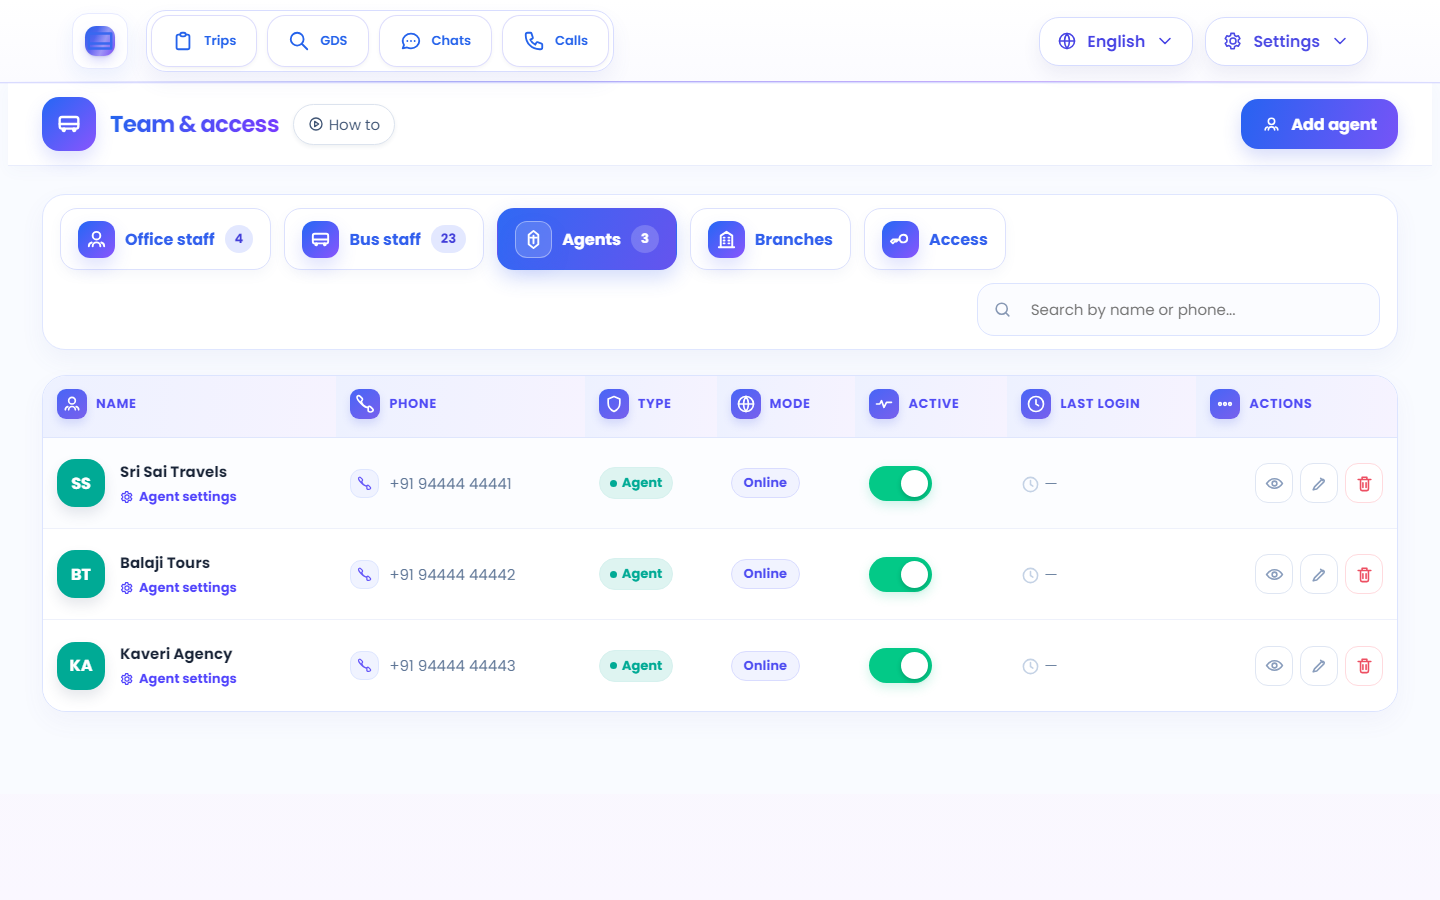 Trips
GDS
Chats
Calls
English
Settings
Team & access
How to
Add agent
Office staff 4
Bus staff 23
Agents 3
Branches
Access
Search by name or phone...
NAME PHONE TYPE MODE ACTIVE LAST LOGIN ACTIONS
SS Sri Sai Travels +91 94444 44441 Agent Online —
Agent settings
BT Balaji Tours +91 94444 44442 Agent Online —
Agent settings
KA Kaveri Agency +91 94444 44443 Agent Online —
Agent settings